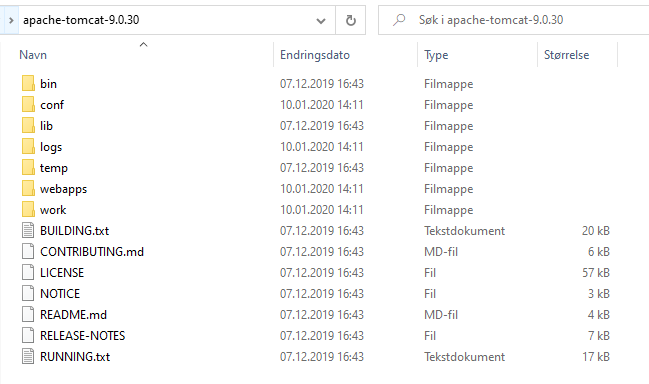 apache-tomcat-9.0.30 Søk i apache-tomcat-9.0.30
Navn Endringsdato Type Størrelse
bin 07.12.2019 16:43 Filmappe
conf 10.01.2020 14:11 Filmappe
lib 07.12.2019 16:43 Filmappe
logs 10.01.2020 14:11 Filmappe
temp 07.12.2019 16:43 Filmappe
webapps 10.01.2020 14:11 Filmappe
work 10.01.2020 14:11 Filmappe
BUILDING.txt 07.12.2019 16:43 Tekstdokument 20 kB
CONTRIBUTING.md 07.12.2019 16:43 MD-fil 6 kB
LICENSE 07.12.2019 16:43 Fil 57 kB
NOTICE 07.12.2019 16:43 Fil 3 kB
README.md 07.12.2019 16:43 MD-fil 4 kB
RELEASE-NOTES 07.12.2019 16:43 Fil 7 kB
RUNNING.txt 07.12.2019 16:43 Tekstdokument 17 kB